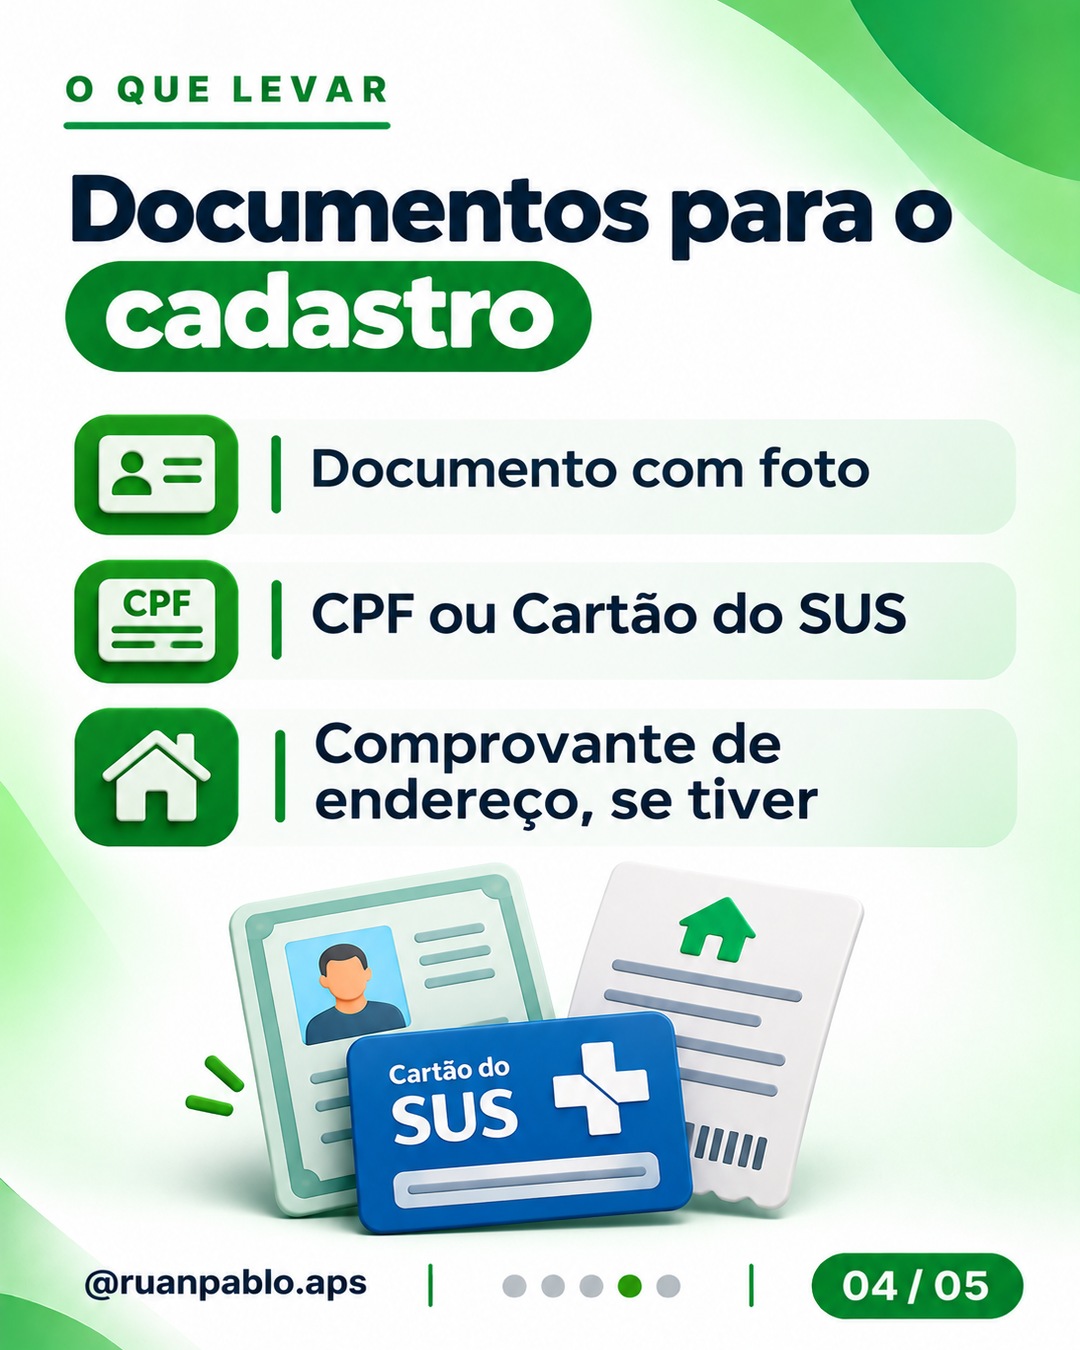 O QUE LEVAR
Documentos para o
cadastro
Documento com foto
CPF
CPF ou Cartão do SUS
Comprovante de
endereço, se tiver
Cartão do
SUS
@ruanpablo.aps
04 / 05